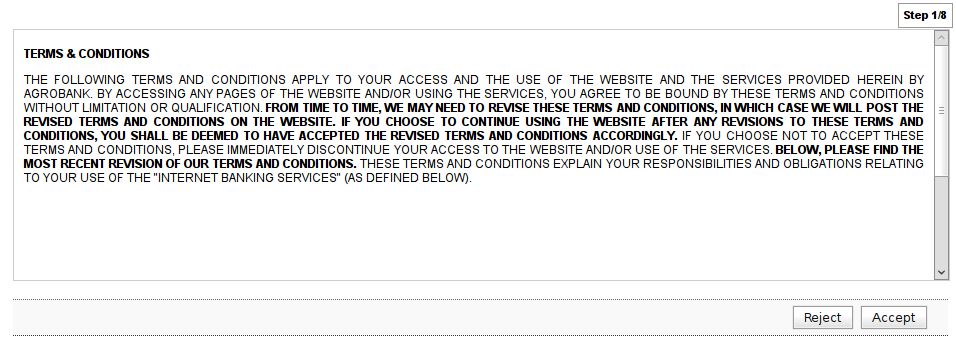 Step 1/8
TERMS & CONDITIONS
THE FOLLOWING TERMS AND CONDITIONS APPLY TO YOUR ACCESS AND THE USE OF THE WEBSITE AND THE SERVICES PROVIDED HEREIN BY
AGROBANK. BY ACCESSING ANY PAGES OF THE WEBSITE AND/OR USING THE SERVICES, YOU AGREE TO BE BOUND BY THESE TERMS AND CONDITIONS
WITHOUT LIMITATION OR QUALIFICATION. FROM TIME TO TIME, WE MAY NEED TO REVISE THESE TERMS AND CONDITIONS, IN WHICH CASE WE WILL POST THE
REVISED TERMS AND CONDITIONS ON THE WEBSITE. IF YOU CHOOSE TO CONTINUE USING THE WEBSITE AFTER ANY REVISIONS TO THESE TERMS AND
CONDITIONS, YOU SHALL BE DEEMED TO HAVE ACCEPTED THE REVISED TERMS AND CONDITIONS ACCORDINGLY. IF YOU CHOOSE NOT TO ACCEPT THESE
TERMS AND CONDITIONS, PLEASE IMMEDIATELY DISCONTINUE YOUR ACCESS TO THE WEBSITE AND/OR USE OF THE SERVICES. BELOW, PLEASE FIND THE
MOST RECENT REVISION OF OUR TERMS AND CONDITIONS. THESE TERMS AND CONDITIONS EXPLAIN YOUR RESPONSIBILITIES AND OBLIGATIONS RELATING
TO YOUR USE OF THE "INTERNET BANKING SERVICES" (AS DEFINED BELOW).
Reject Accept